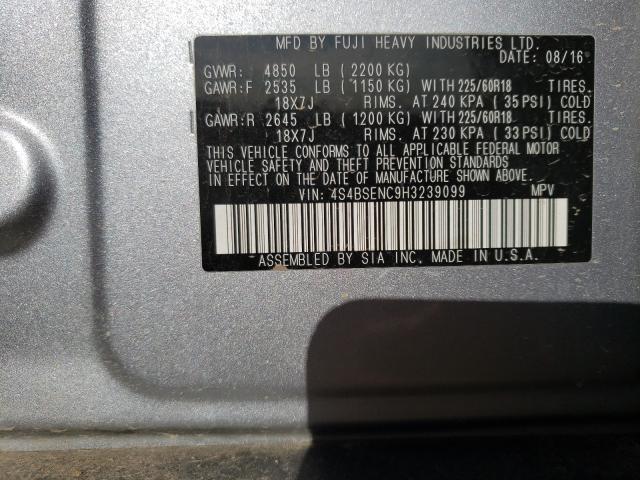 MFD BY FUJI HEAVY INDUSTRIES LTD.
DATE: 08/16
GVWR: 4850 LB (2200 KG)
GAWR:F 2535 LB (1150 KG) WITH 225/60R18 TIRES.
18X7J RIMS. AT 240 KPA (35 PSI) COLD
GAWR:R 2645 LB (1200 KG) WITH 225/60R18 TIRES.
18X7J RIMS. AT 230 KPA (33 PSI) COLD
THIS VEHICLE CONFORMS TO ALL APPLICABLE FEDERAL MOTOR
VEHICLE SAFETY AND THEFT PREVENTION STANDARDS
IN EFFECT ON THE DATE OF MANUFACTURE SHOWN ABOVE.
VIN: 4S4BSENC9H3239099 MPV
ASSEMBLED BY SIA INC. MADE IN U.S.A.